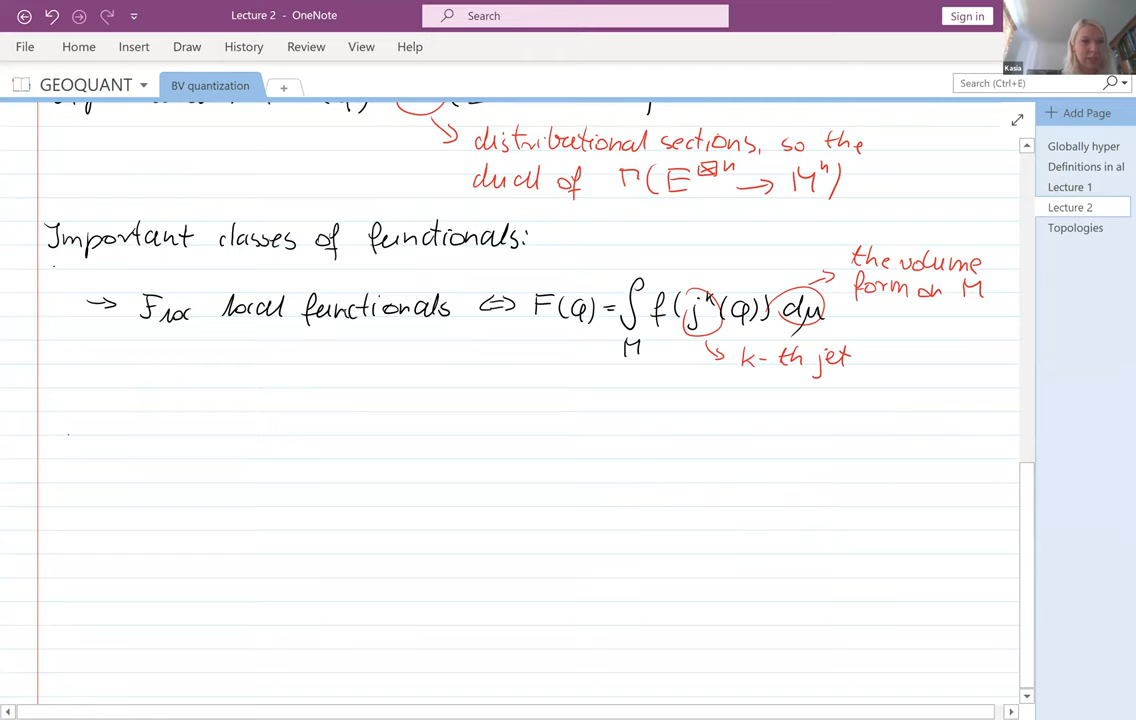 Lecture 2 - OneNote
Search
Sign in
File Home Insert Draw History Review View Help
Kasia
GEOQUANT
BV quantization
Search (Ctrl+E)
Add Page
Globally hyper
Definitions in al
Lecture 1
Lecture 2
Topologies
distributional sections, so the
dual of Γ(E^{⊠n} → M^n)
Important classes of functionals:
→ F_loc local functionals ⇔ F(φ) = ∫_M f(j^k(φ)) dμ
the volume
form on M
k-th jet